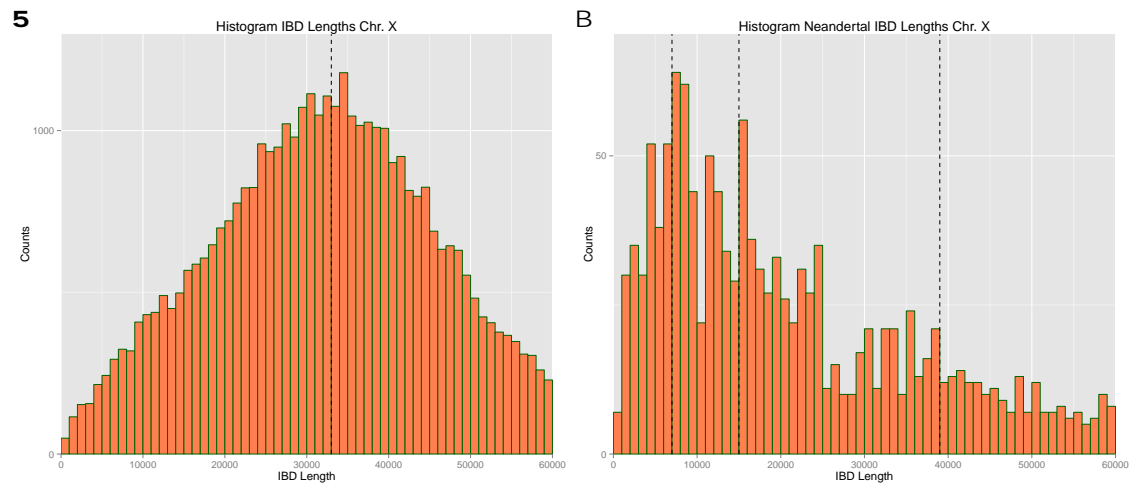 5
Histogram IBD Lengths Chr. X
Counts
1000
0
0 10000 20000 30000 40000 50000 60000
IBD Length
B
Histogram Neandertal IBD Lengths Chr. X
Counts
50
0
0 10000 20000 30000 40000 50000 60000
IBD Length